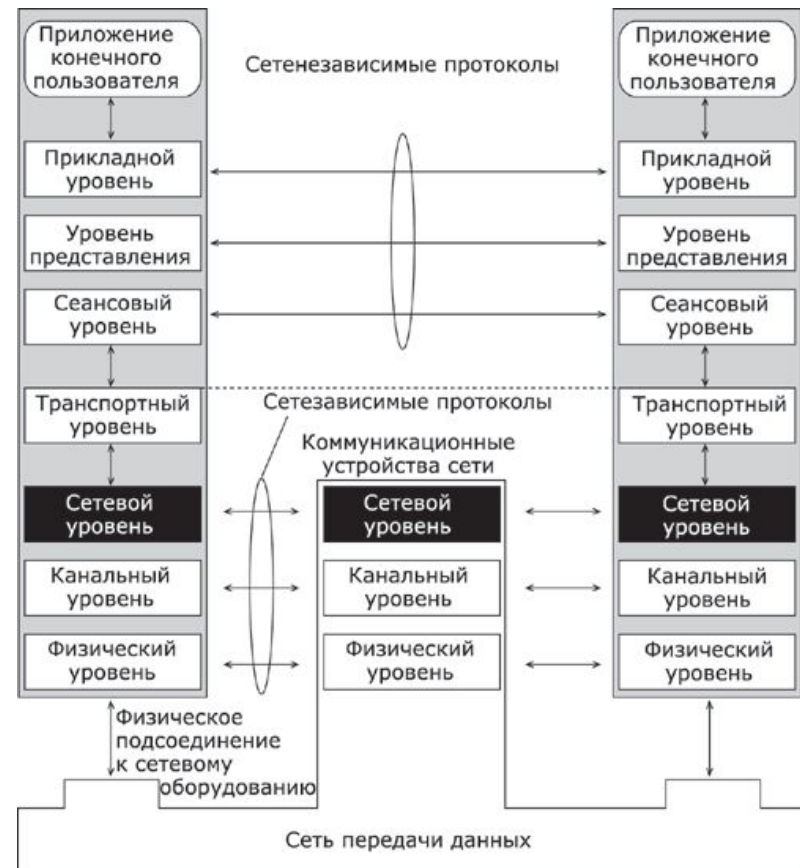 Приложение
конечного
пользователя
Сетенезависимые протоколы
Приложение
конечного
пользователя
Прикладной
уровень
Прикладной
уровень
Уровень
представления
Уровень
представления
Сеансовый
уровень
Сеансовый
уровень
Транспортный
уровень
Сетезависимые протоколы
Транспортный
уровень
Коммуникационные
устройства сети
Сетевой
уровень
Сетевой
уровень
Сетевой
уровень
Канальный
уровень
Канальный
уровень
Канальный
уровень
Физический
уровень
Физический
уровень
Физический
уровень
Физическое
подсоединение
к сетевому
оборудованию
Сеть передачи данных